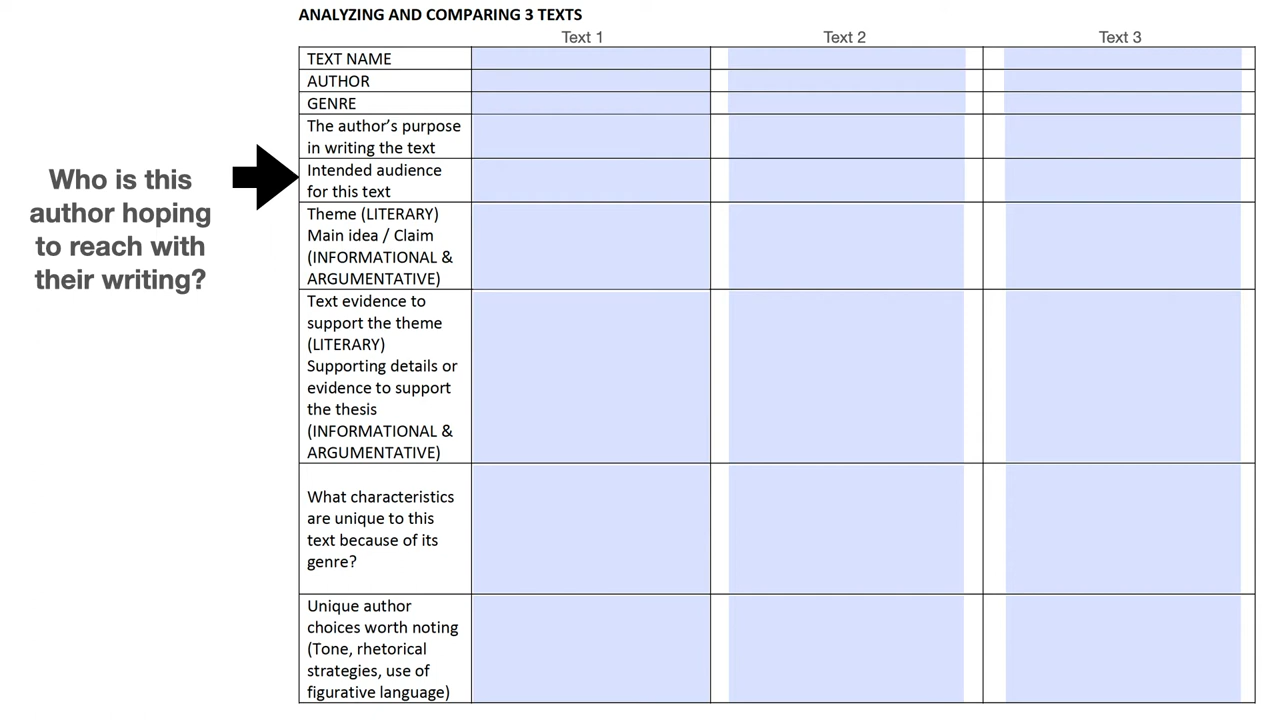 ANALYZING AND COMPARING 3 TEXTS
Text 1
Text 2
Text 3
TEXT NAME
AUTHOR
GENRE
The author’s purpose
in writing the text
Intended audience
for this text
Who is this
author hoping
to reach with
their writing?
Theme (LITERARY)
Main idea / Claim
(INFORMATIONAL &
ARGUMENTATIVE)
Text evidence to
support the theme
(LITERARY)
Supporting details or
evidence to support
the thesis
(INFORMATIONAL &
ARGUMENTATIVE)
What characteristics
are unique to this
text because of its
genre?
Unique author
choices worth noting
(Tone, rhetorical
strategies, use of
figurative language)